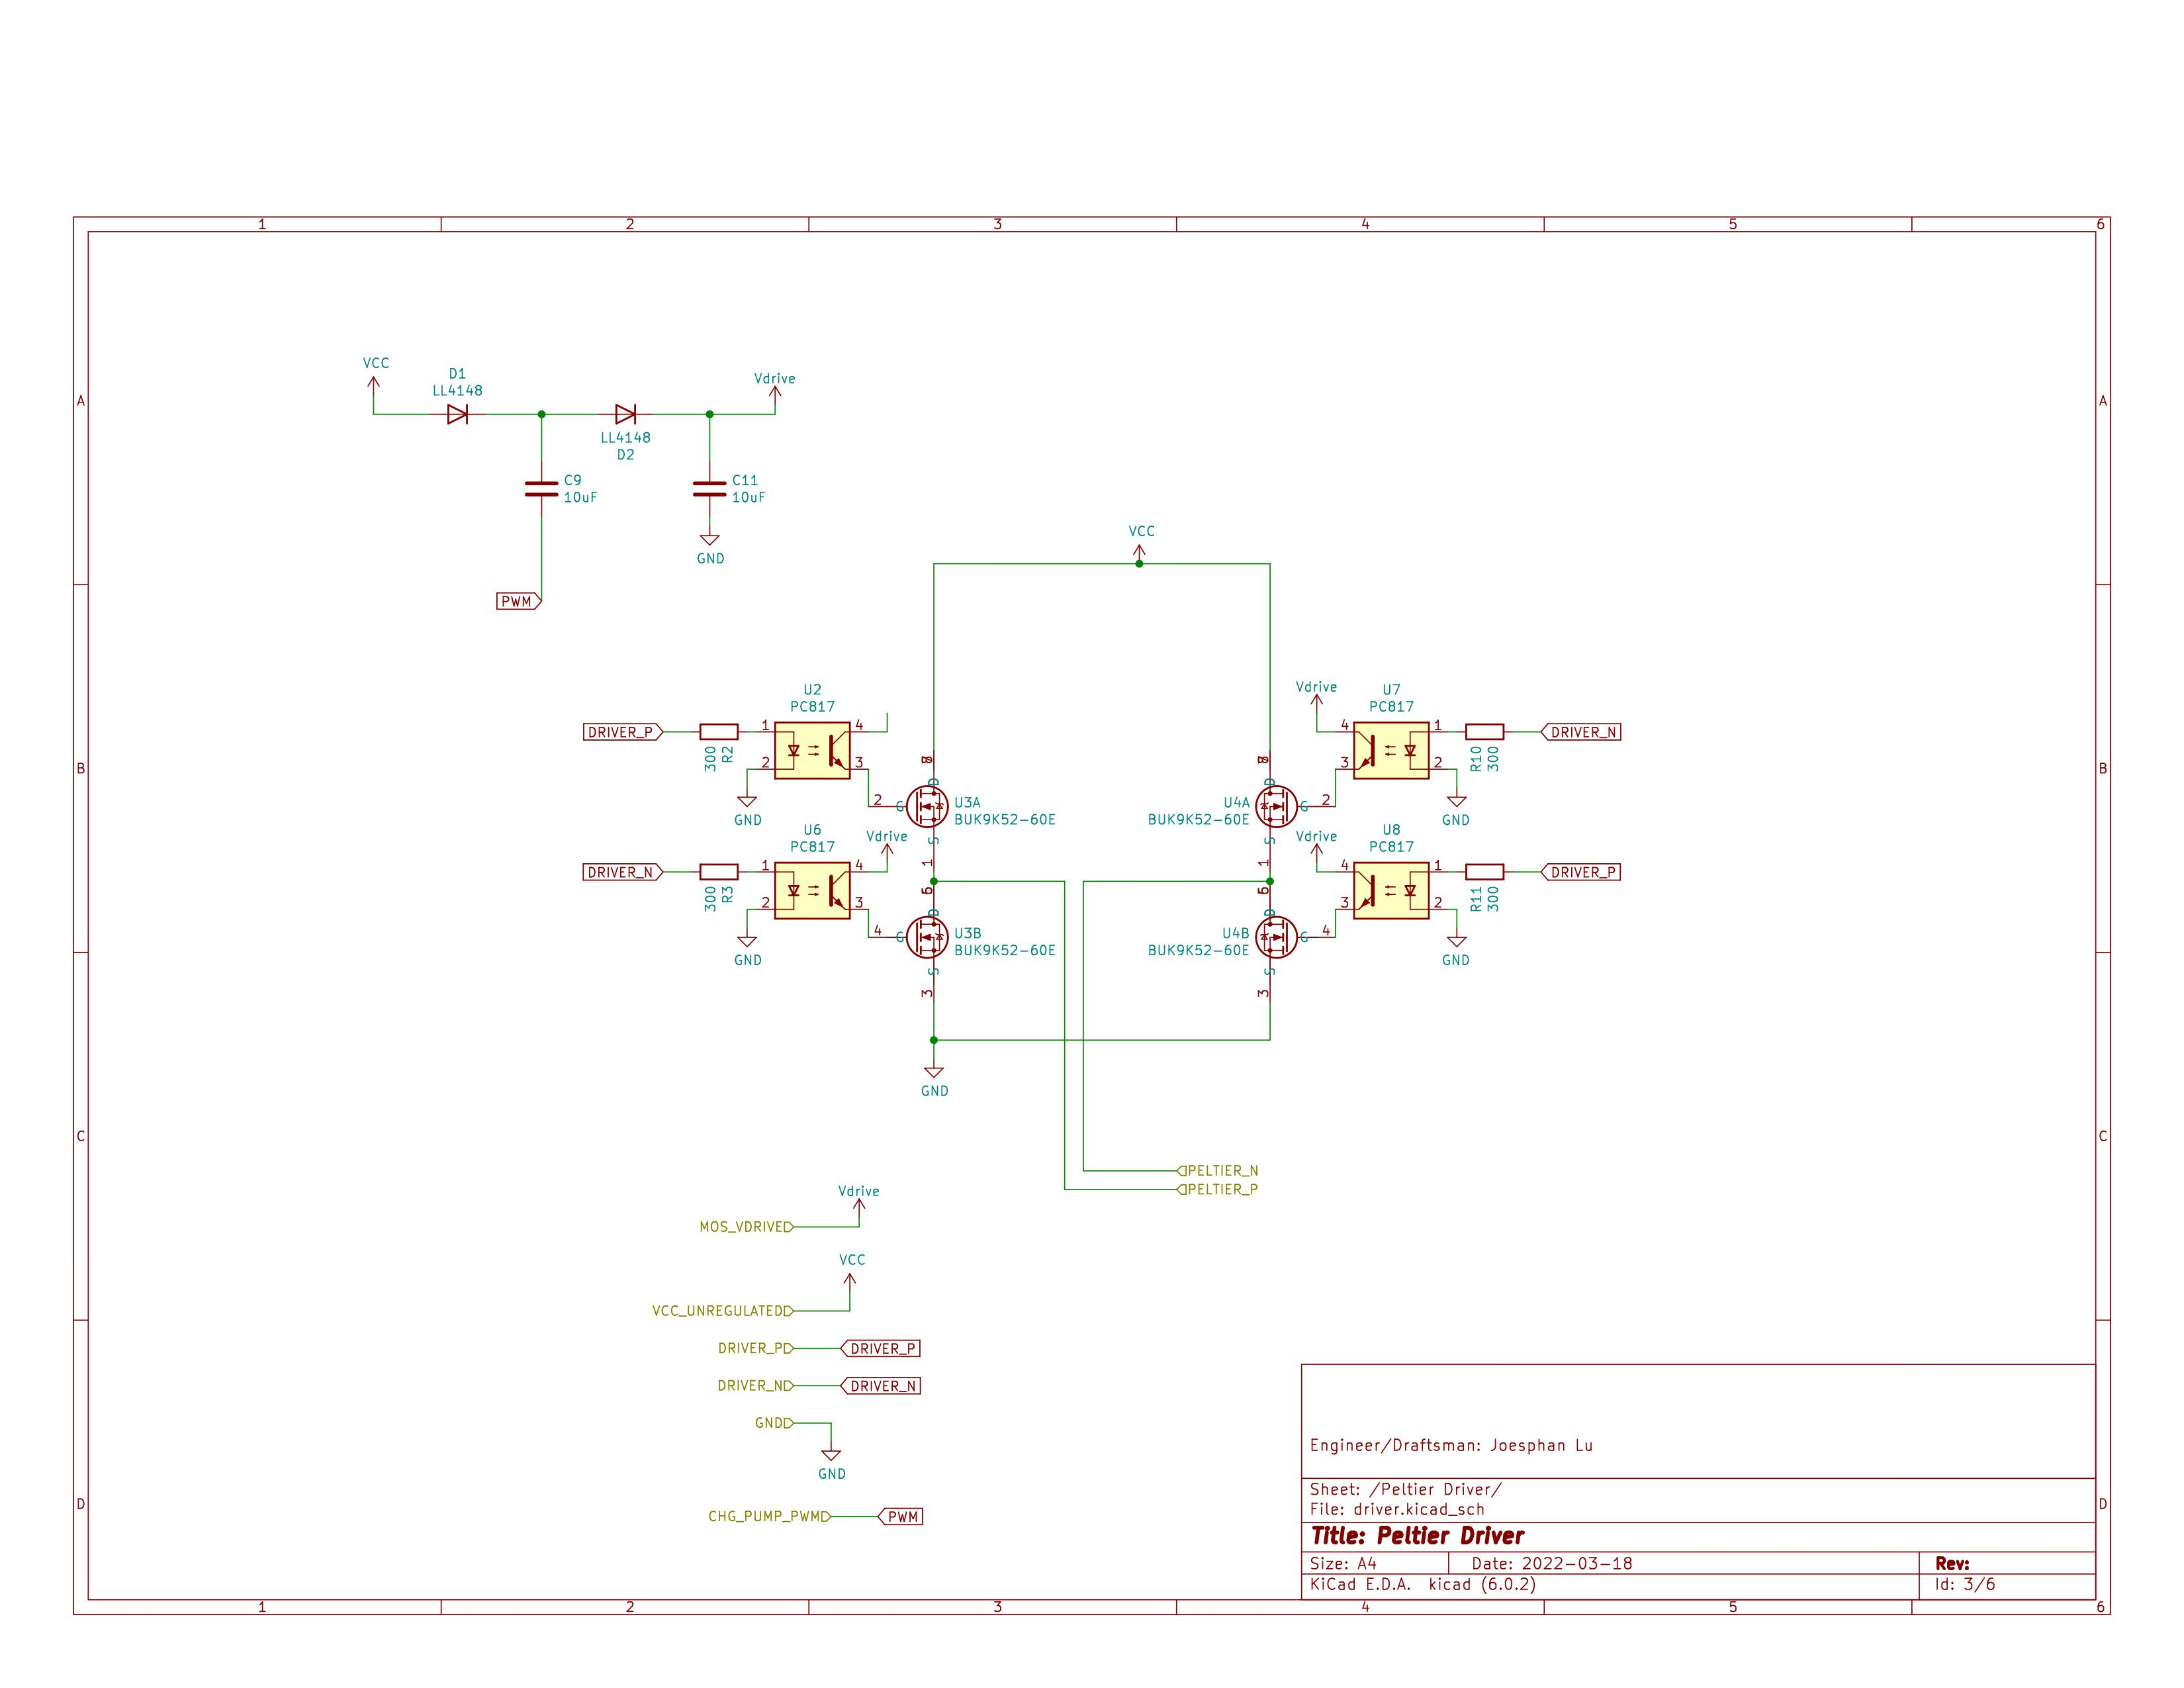 1 2 3 4 5 6
A A
VCC
D1
LL4148
Vdrive
LL4148
D2
C9
10uF
C11
10uF
GND
PWM
VCC
B B
U2
PC817
DRIVER_P
300
R2
1
2
4
3
GND
2 G
D
S
1
U3A
BUK9K52-60E
Vdrive
U7
PC817
4
3
1
2
R10
300
DRIVER_N
GND
D
G 2
S
1
U4A
BUK9K52-60E
U6
PC817
Vdrive
DRIVER_N
300
R3
1
2
4
3
GND
4 G
D
S
3
U3B
BUK9K52-60E
Vdrive
U8
PC817
4
3
1
2
R11
300
DRIVER_P
GND
D
G 4
S
3
U4B
BUK9K52-60E
GND
C C
PELTIER_N
PELTIER_P
Vdrive
MOS_VDRIVE
VCC
VCC_UNREGULATED
DRIVER_P DRIVER_P
DRIVER_N DRIVER_N
GND
GND
CHG_PUMP_PWM PWM
D D
Engineer/Draftsman: Joesphan Lu
Sheet: /Peltier Driver/
File: driver.kicad_sch
Title: Peltier Driver
Size: A4 Date: 2022-03-18 Rev:
KiCad E.D.A. kicad (6.0.2) Id: 3/6
1 2 3 4 5 6